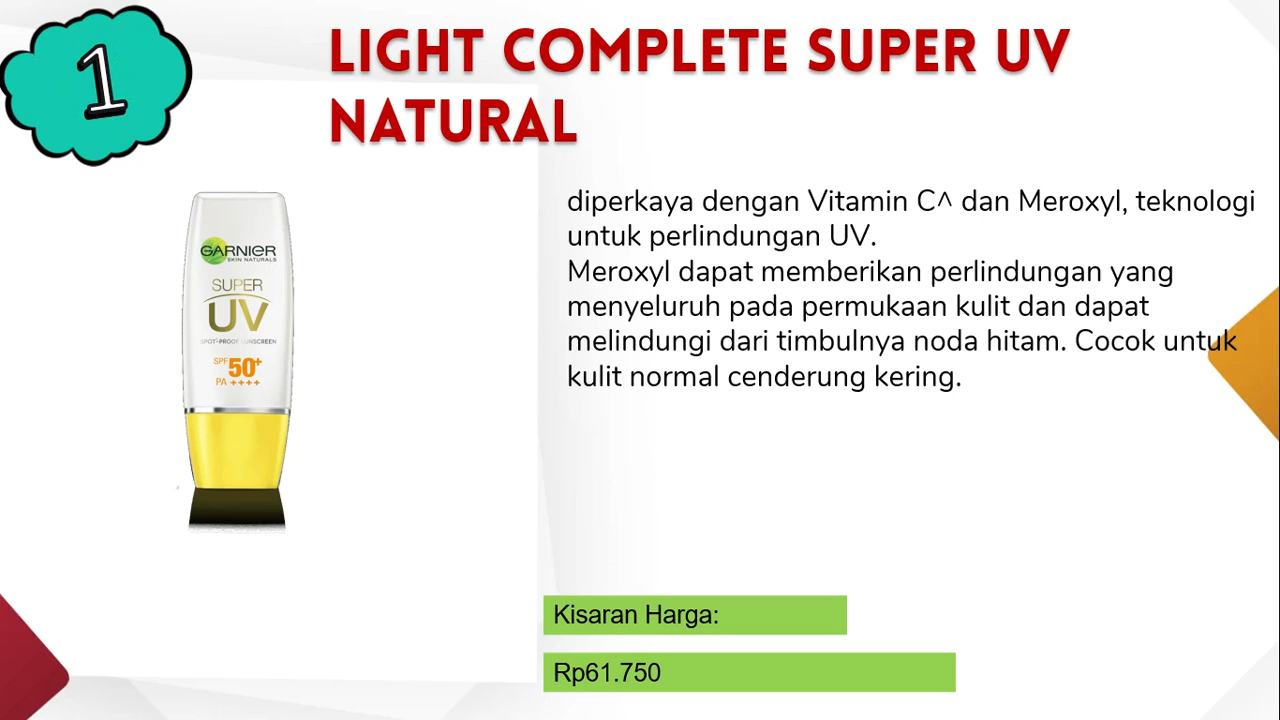 1
LIGHT COMPLETE SUPER UV
NATURAL
GARNIER
SKIN NATURALS
SUPER
UV
SPOT-PROOF SUNSCREEN
SPF 50+
PA ++++
diperkaya dengan Vitamin C^ dan Meroxyl, teknologi
untuk perlindungan UV.
Meroxyl dapat memberikan perlindungan yang
menyeluruh pada permukaan kulit dan dapat
melindungi dari timbulnya noda hitam. Cocok untuk
kulit normal cenderung kering.
Kisaran Harga:
Rp61.750